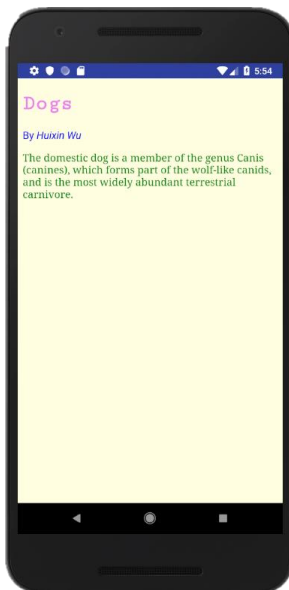 5:54
Dogs
By Huixin Wu
The domestic dog is a member of the genus Canis
(canines), which forms part of the wolf-like canids,
and is the most widely abundant terrestrial
carnivore.